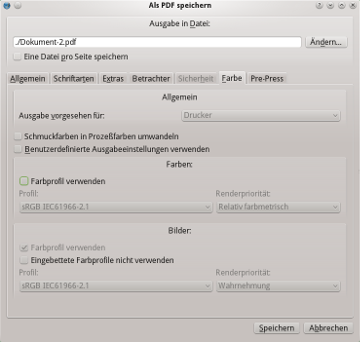 Als PDF speichern
Ausgabe in Datei:
./Dokument-2.pdf
Ändern...
Eine Datei pro Seite speichern
Allgemein Schriftarten Extras Betrachter Sicherheit Farbe Pre-Press
Allgemein
Ausgabe vorgesehen für: Drucker
Schmuckfarben in Prozeßfarben umwandeln
Benutzerdefinierte Ausgabeeinstellungen verwenden
Farben:
Farbprofil verwenden
Profil: Renderpriorität:
sRGB IEC61966-2.1 Relativ farbmetrisch
Bilder:
Farbprofil verwenden
Eingebettete Farbprofile nicht verwenden
Profil: Renderpriorität:
sRGB IEC61966-2.1 Wahrnehmung
Speichern Abbrechen